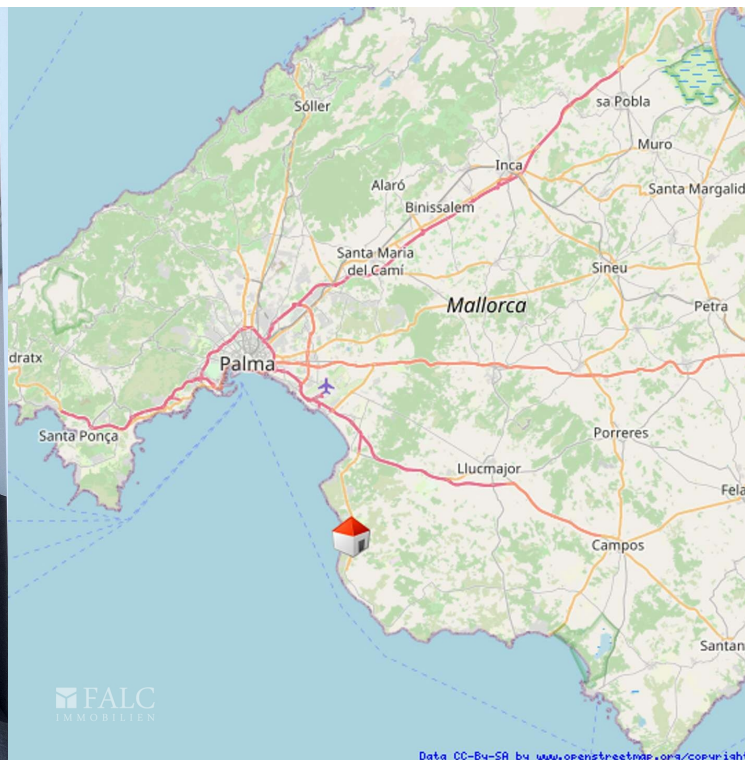 Sóller
sa Pobla
Muro
Inca
Alaró
Santa Margalid
Binissalem
Santa Maria
del Camí
Sineu
Mallorca
Petra
dratx
Palma
Santa Ponça
Porreres
Llucmajor
Fela
Campos
Santan
FALC
IMMOBILIEN
Data CC-By-SA by www.openstreetmap.org/copyright